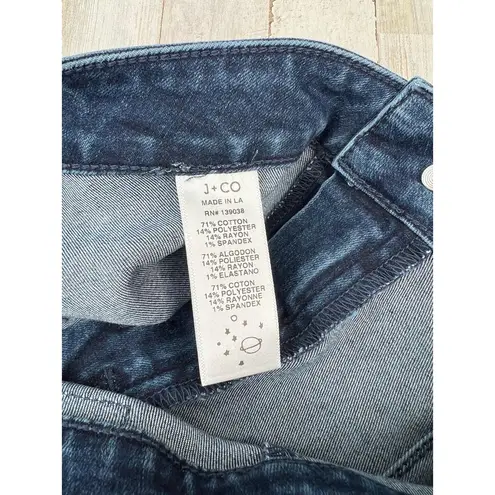 J + CO
MADE IN LA
RN# 139038
71% COTTON
14% POLYESTER
14% RAYON
1% SPANDEX
71% ALGODON
14% POLIESTER
14% RAYON
1% ELASTANO
71% COTON
14% POLYESTER
14% RAYONNE
1% SPANDEX